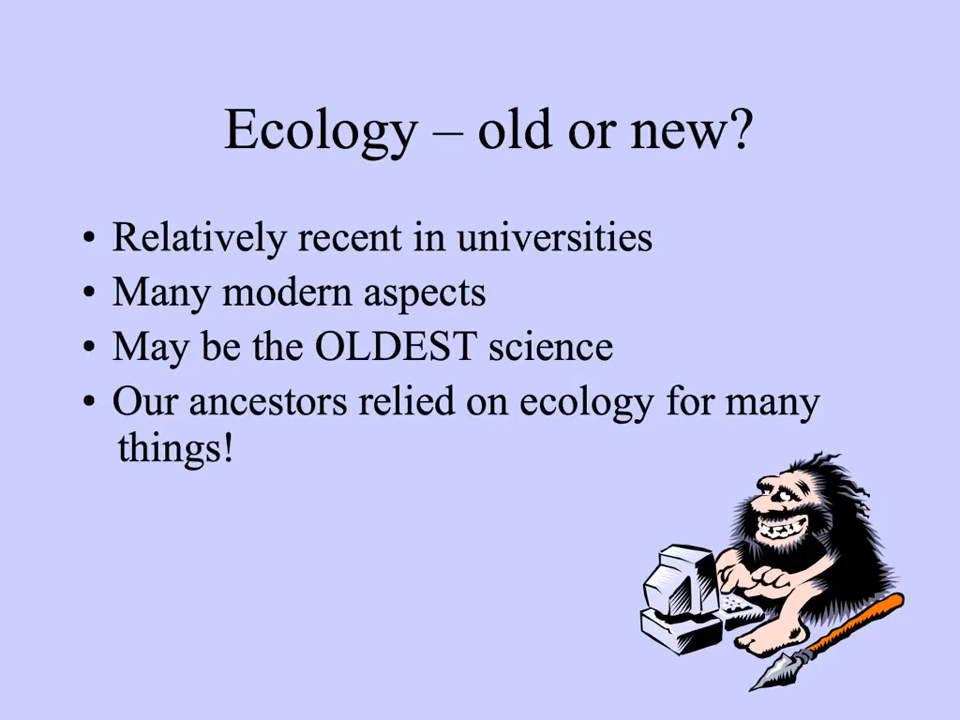 Ecology – old or new?
• Relatively recent in universities
• Many modern aspects
• May be the OLDEST science
• Our ancestors relied on ecology for many
things!